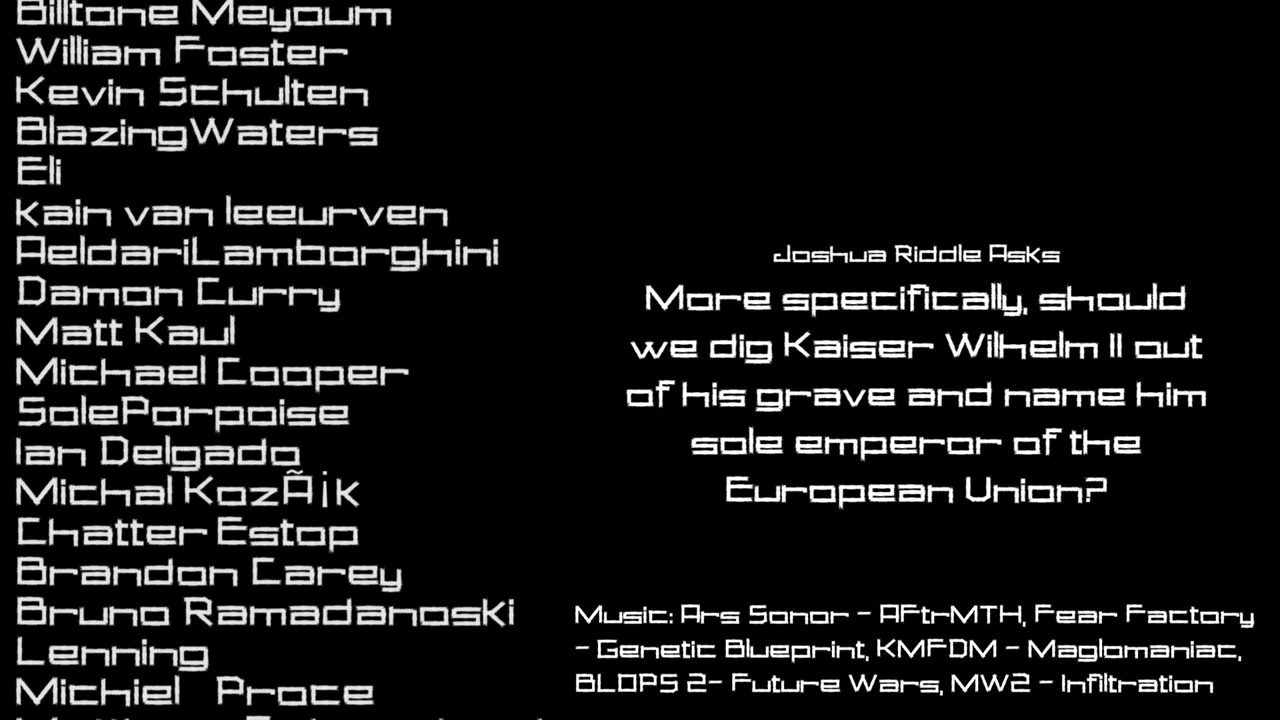 Billtone Meyoum
William Foster
Kevin Schulten
BlazingWaters
Eli
kain van leeurven
AeldariLamborghini
Damon Curry
Matt Kaul
Michael Cooper
SolePorpoise
Ian Delgado
Michal KozÃ¡k
Chatter Estop
Brandon Carey
Bruno Ramadanoski
Lenning
Michiel Proce
Joshua Riddle Asks
More specifically, should
we dig Kaiser Wilhelm II out
of his grave and name him
sole emperor of the
European Union?
Music: Ars Sonor - AFtrMTH, Fear Factory
- Genetic Blueprint, KMFDM - Maglomaniac,
BLOPS 2- Future Wars, MW2 - Infiltration